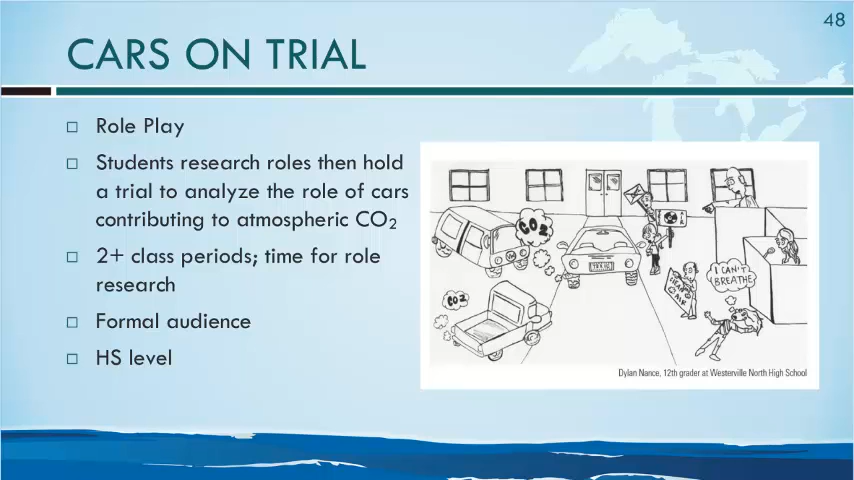 48
CARS ON TRIAL
Role Play
Students research roles then hold
a trial to analyze the role of cars
contributing to atmospheric CO2
2+ class periods; time for role
research
Formal audience
HS level
CO2
CO2
I CAN'T
BREATHE
CLEAN
AIR
Dylan Nance, 12th grader at Westerville North High School